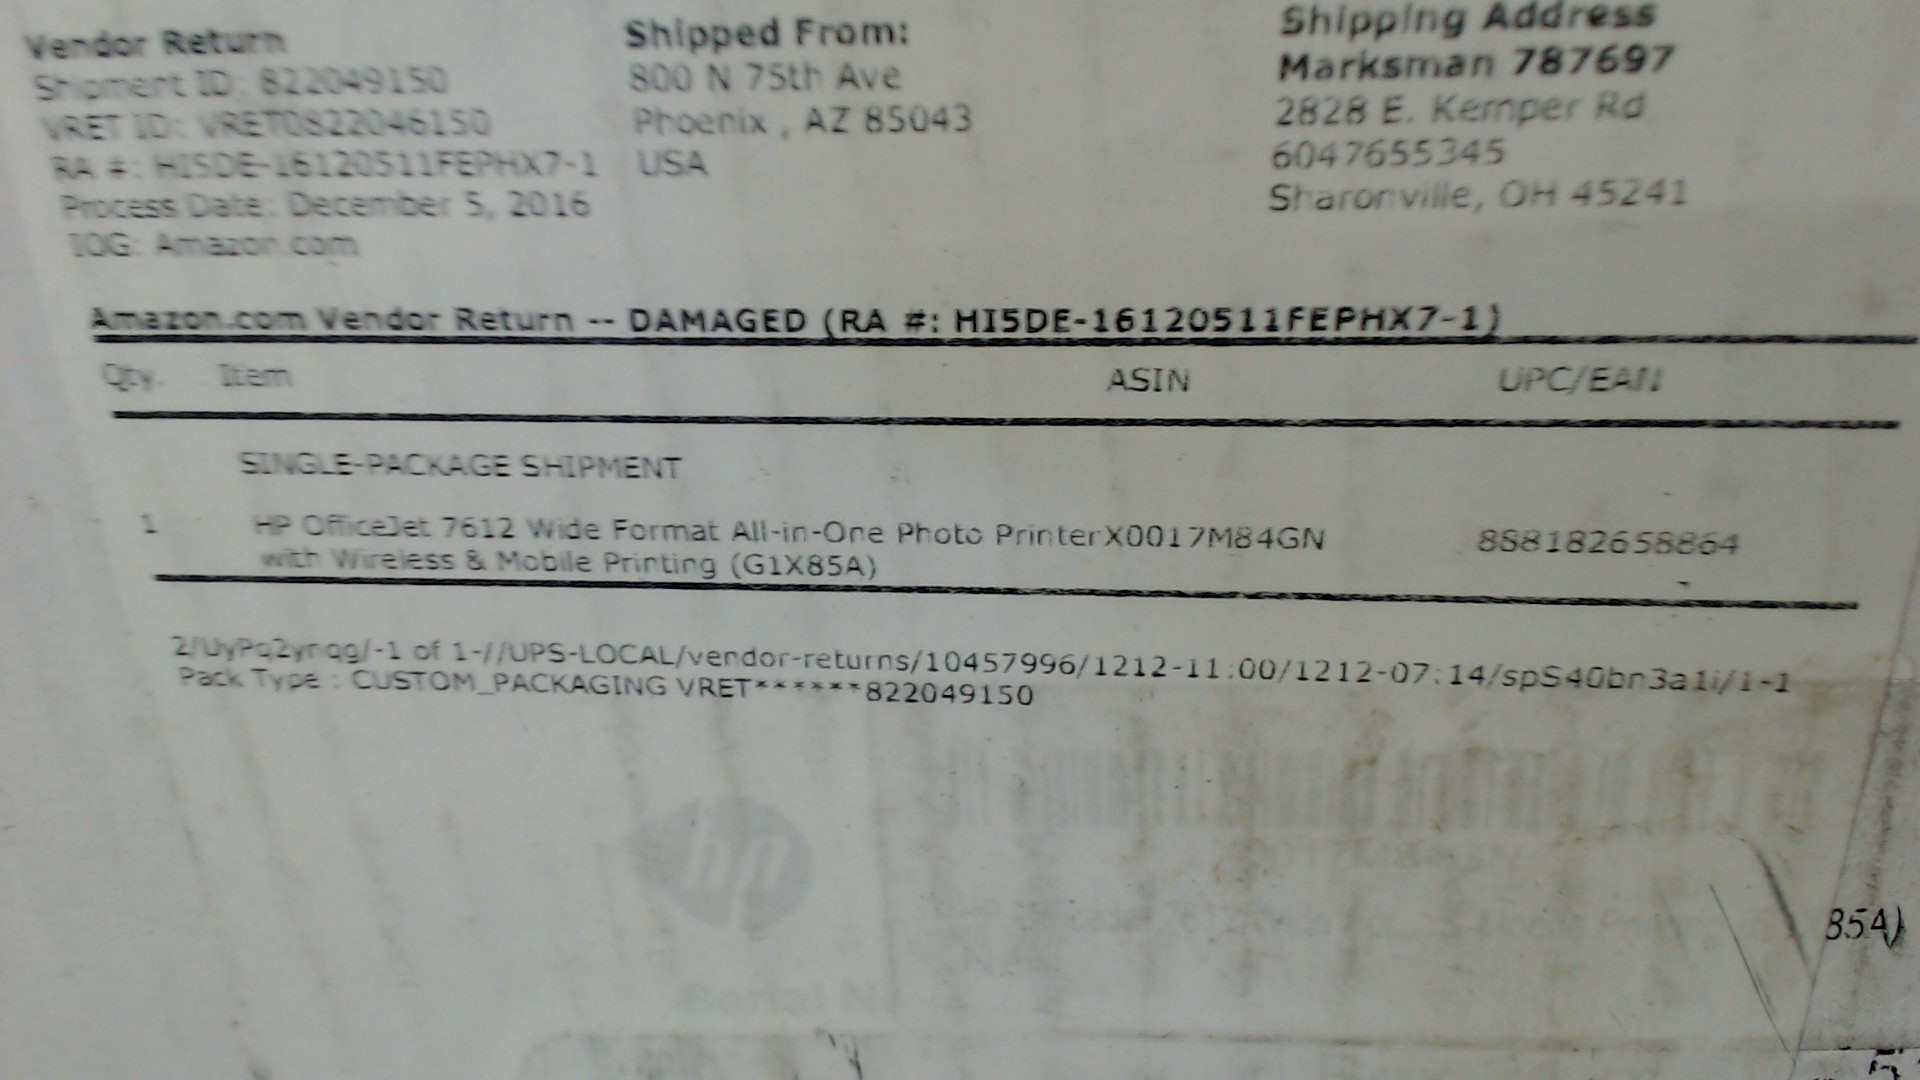 Vendor Return
Shipment ID: 822049150
VRET ID: VRET0822046150
RA #: HI5DE-16120511FEPHX7-1
Process Date: December 5, 2016
IOG: Amazon.com
Shipped From:
800 N 75th Ave
Phoenix , AZ 85043
USA
Shipping Address
Marksman 787697
2828 E. Kemper Rd
6047655345
Sharonville, OH 45241
Amazon.com Vendor Return -- DAMAGED (RA #: HI5DE-16120511FEPHX7-1)
Qty. Item ASIN UPC/EAN
SINGLE-PACKAGE SHIPMENT
1 HP OfficeJet 7612 Wide Format All-in-One Photo Printer X0017M84GN 888182658864
with Wireless & Mobile Printing (G1X85A)
2/UyPq2ynqg/-1 of 1-//UPS-LOCAL/vendor-returns/10457996/1212-11:00/1212-07:14/spS40bn3a1i/1-1
Pack Type : CUSTOM_PACKAGING VRET******822049150
hp
85A)